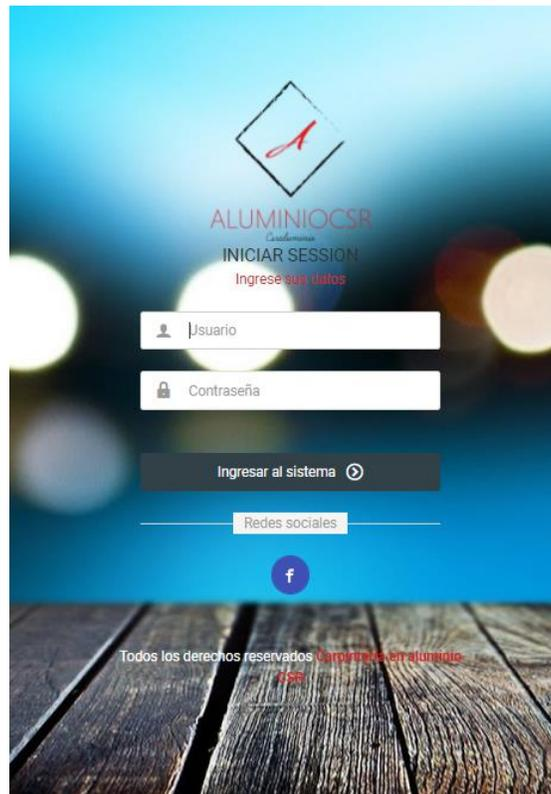 A
ALUMINIOCSR
INICIAR SESSION
Ingrese sus datos
Usuario
Contraseña
Ingresar al sistema
Redes sociales
f
Todos los derechos reservados Carpintería en aluminio
CSR